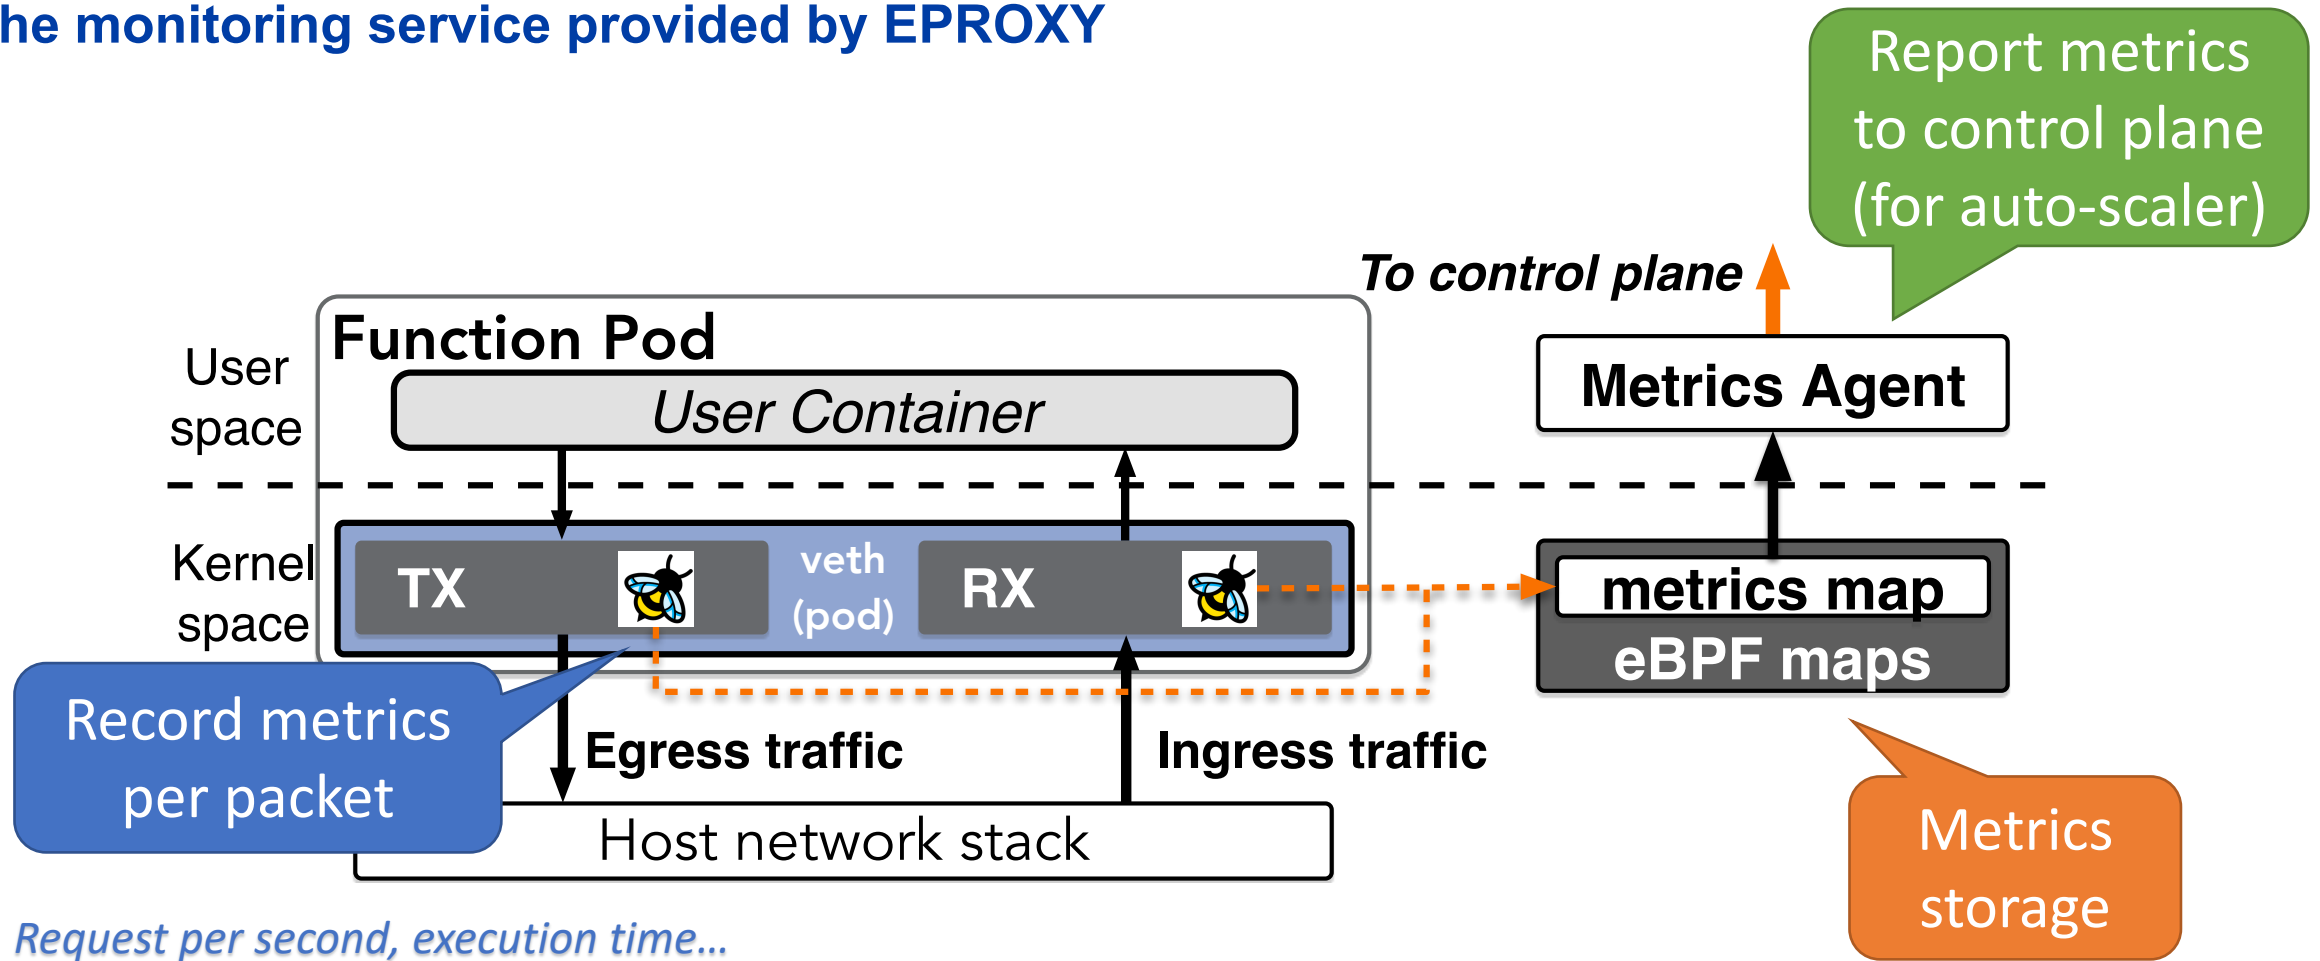 he monitoring service provided by EPROXY
Report metrics
to control plane
(for auto-scaler)
To control plane
Function Pod
User
space
User Container
Metrics Agent
Kernel
space
TX
veth
(pod)
RX
metrics map
eBPF maps
Record metrics
per packet
Egress traffic
Ingress traffic
Host network stack
Metrics
storage
Request per second, execution time...